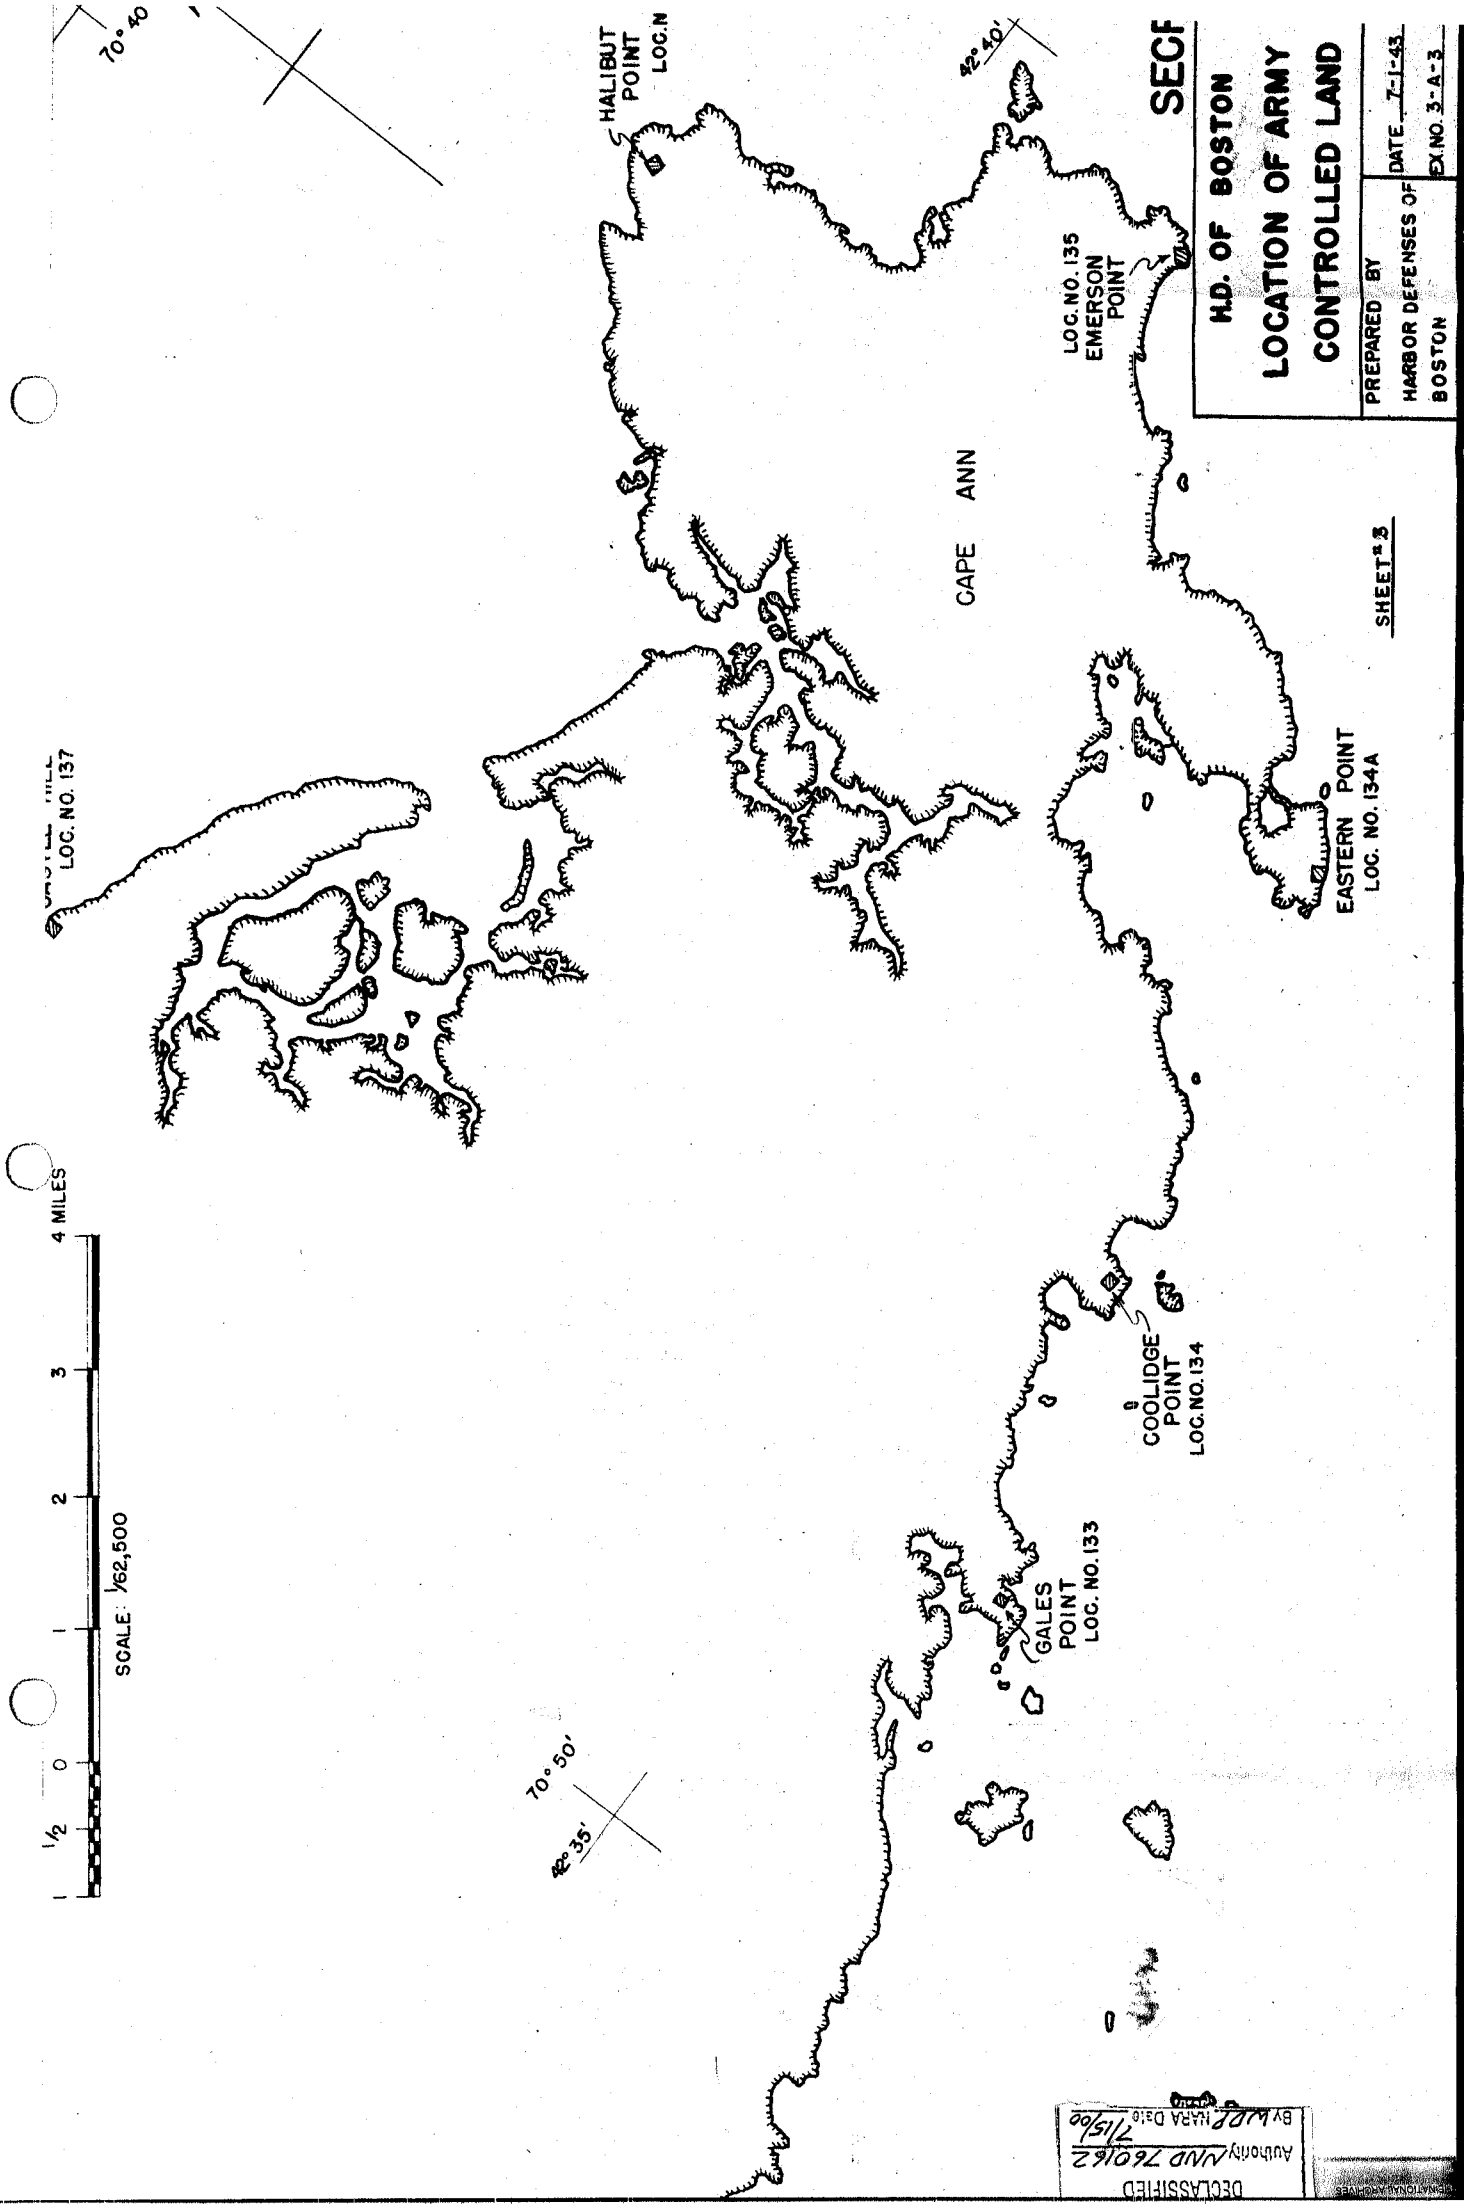 70° 40
HALIBUT
POINT
LOC. N
42° 40'
LOC. NO. 137
LOC. NO. 135
EMERSON
POINT
CAPE ANN
EASTERN POINT
LOC. NO. 134A
COOLIDGE
POINT
LOC. NO. 134
GALES
POINT
LOC. NO. 133
70° 50'
42° 35'
1 1/2 0 1 2 3 4 MILES
SCALE: 1/62,500
SHEET # 3
SECR
H.D. OF BOSTON
LOCATION OF ARMY
CONTROLLED LAND
PREPARED BY
HARBOR DEFENSES OF
BOSTON
DATE 7-1-43
EX. NO. 3-A-3
DECLASSIFIED
Authority NND 760162
By WDP NARA Date 7/15/00